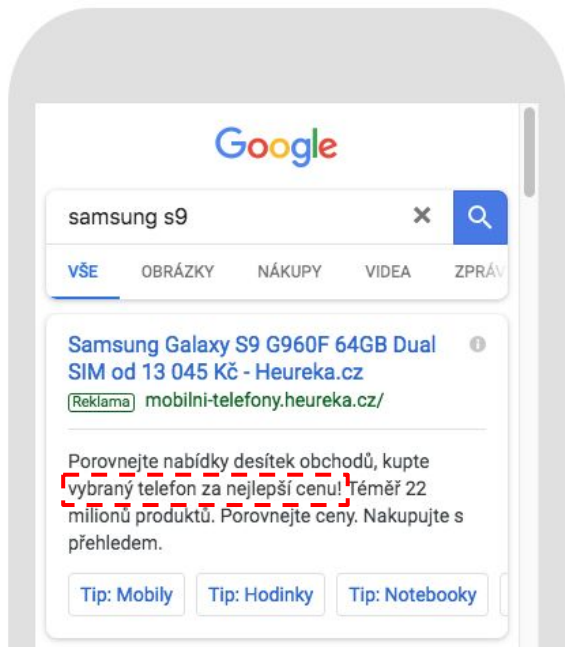 Google
samsung s9
VŠE OBRÁZKY NÁKUPY VIDEA ZPRÁV
Samsung Galaxy S9 G960F 64GB Dual
SIM od 13 045 Kč - Heureka.cz
Reklama mobilni-telefony.heureka.cz/
Porovnejte nabídky desítek obchodů, kupte
vybraný telefon za nejlepší cenu! Téměř 22
milionů produktů. Porovnejte ceny. Nakupujte s
přehledem.
Tip: Mobily Tip: Hodinky Tip: Notebooky